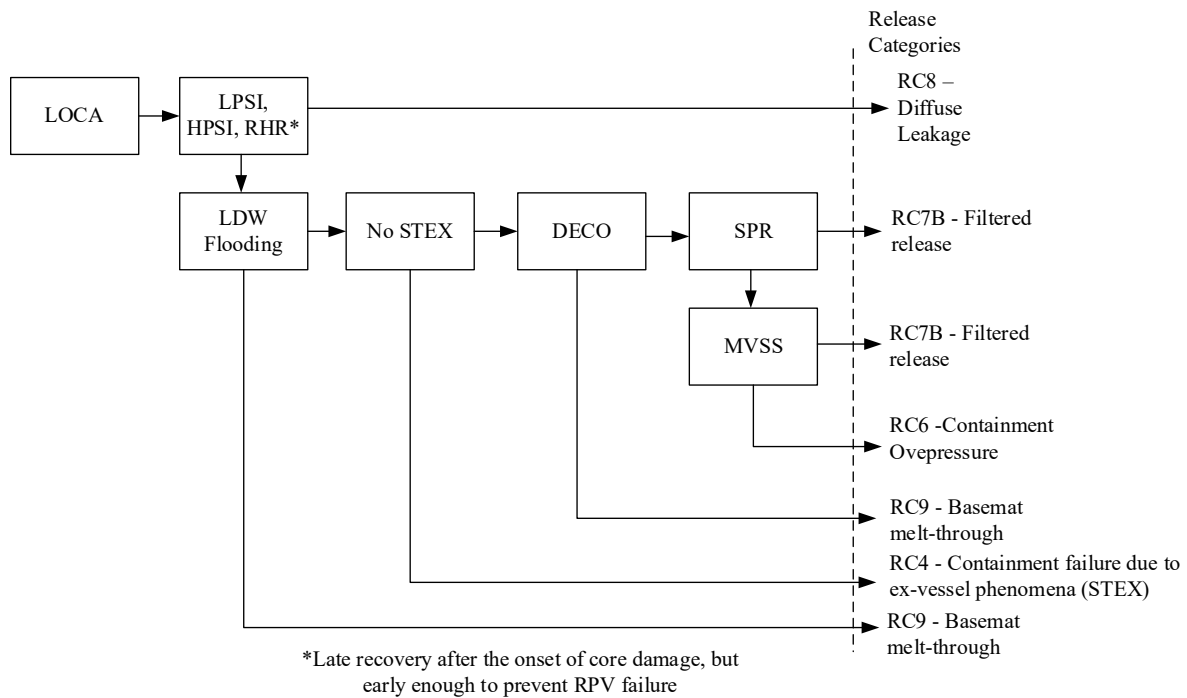 Release
Categories
LOCA
LPSI,
HPSI, RHR*
RC8 –
Diffuse
Leakage
LDW
Flooding
No STEX
DECO
SPR
RC7B - Filtered
release
MVSS
RC7B - Filtered
release
RC6 -Containment
Ovepressure
RC9 - Basemat
melt-through
RC4 - Containment failure due to
ex-vessel phenomena (STEX)
RC9 - Basemat
melt-through
*Late recovery after the onset of core damage, but
early enough to prevent RPV failure